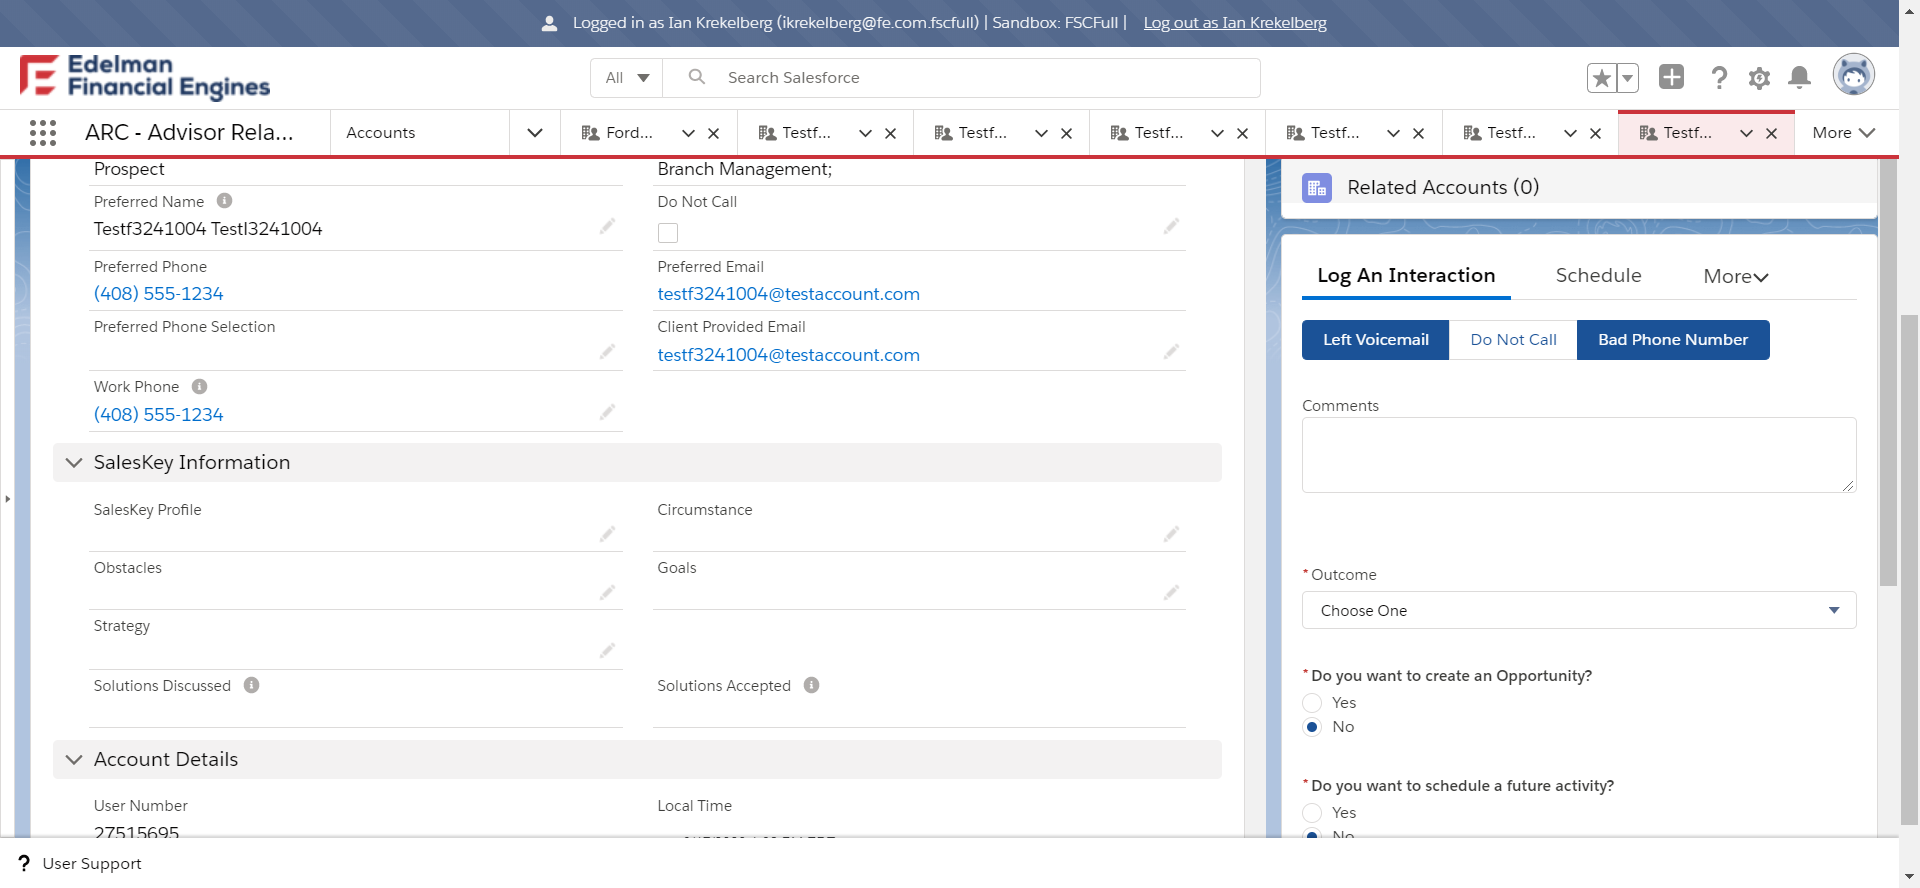 Logged in as Ian Krekelberg (ikrekelberg@fe.com.fscfull) | Sandbox: FSCFull | Log out as Ian Krekelberg
Edelman
Financial Engines
All
Search Salesforce
ARC - Advisor Rela...
Accounts
Ford...
Testf...
Testf...
Testf...
Testf...
Testf...
Testf...
More
Prospect
Branch Management;
Preferred Name
Do Not Call
Testf3241004 Testl3241004
Preferred Phone
Preferred Email
(408) 555-1234
testf3241004@testaccount.com
Preferred Phone Selection
Client Provided Email
testf3241004@testaccount.com
Work Phone
(408) 555-1234
SalesKey Information
SalesKey Profile
Circumstance
Obstacles
Goals
Strategy
Solutions Discussed
Solutions Accepted
Account Details
User Number
Local Time
27515695
Related Accounts (0)
Log An Interaction
Schedule
More
Left Voicemail
Do Not Call
Bad Phone Number
Comments
* Outcome
Choose One
* Do you want to create an Opportunity?
Yes
No
* Do you want to schedule a future activity?
Yes
No
? User Support